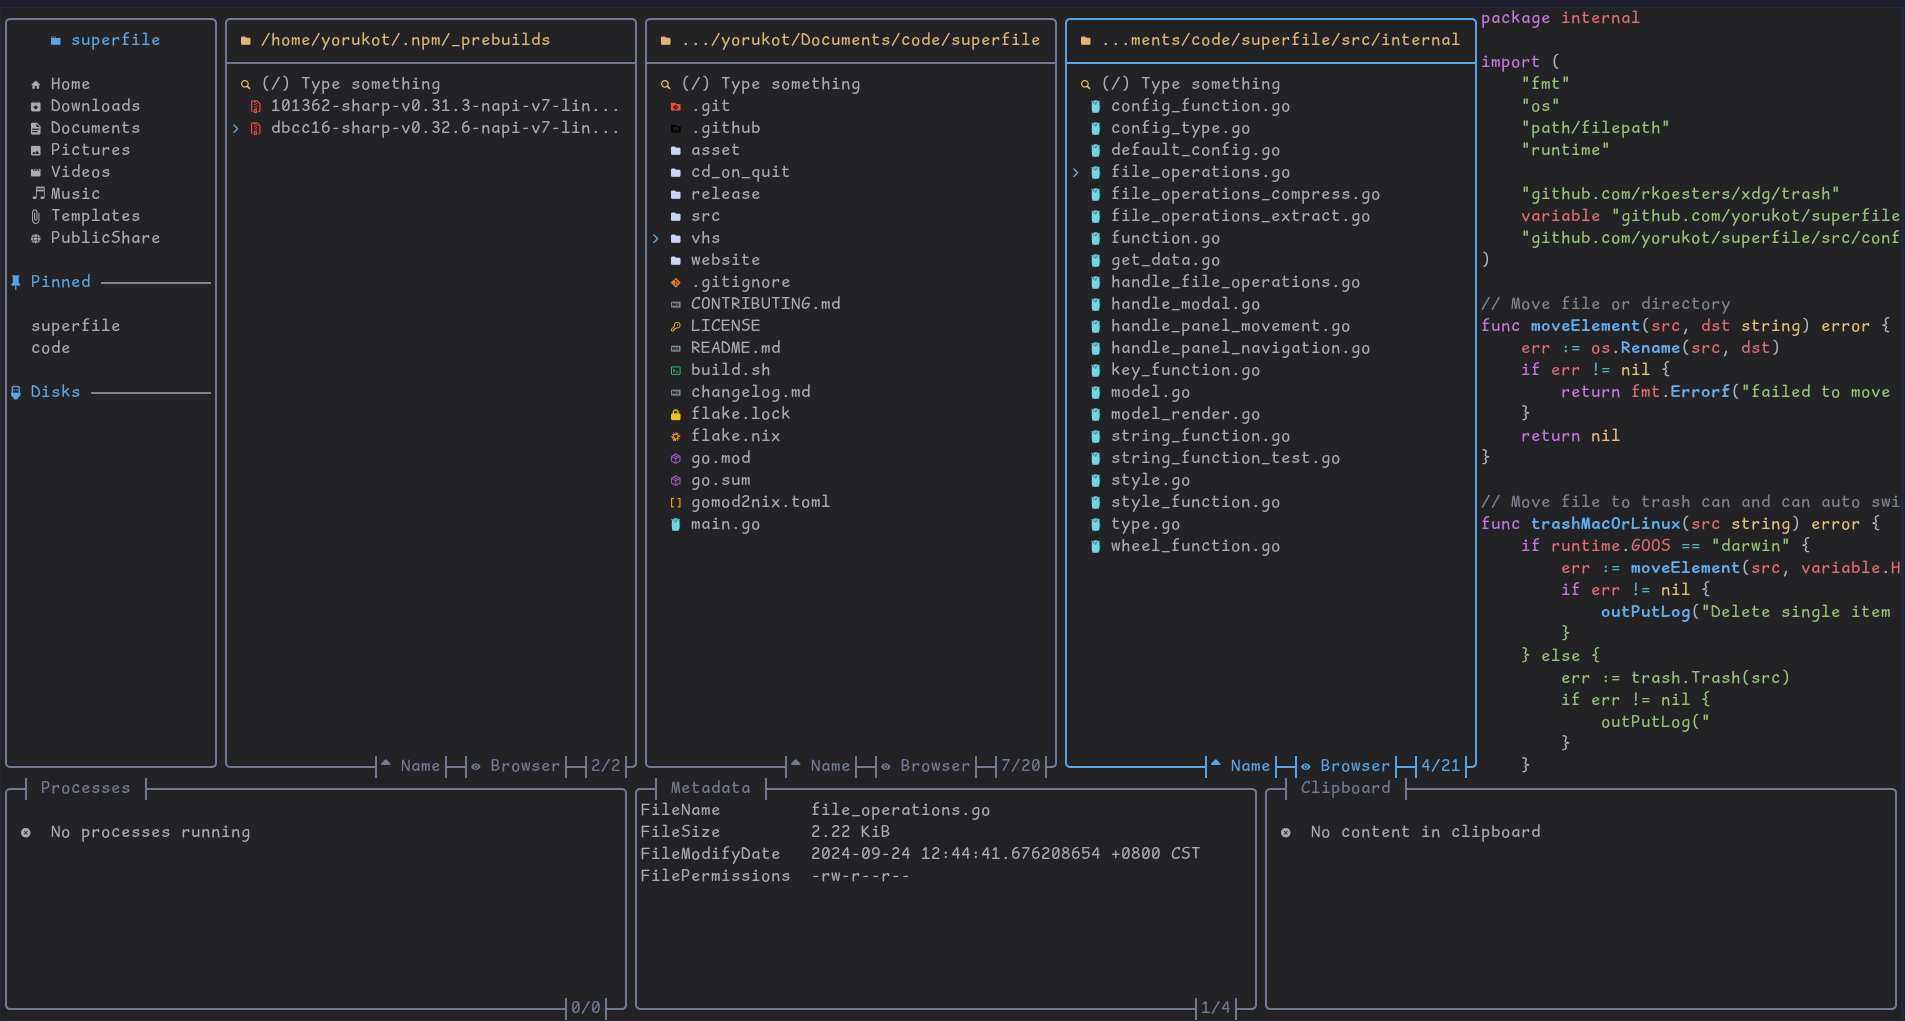 superfile
Home
Downloads
Documents
Pictures
Videos
Music
Templates
PublicShare
Pinned
superfile
code
Disks
/home/yorukot/.npm/_prebuilds
(/) Type something
101362-sharp-v0.31.3-napi-v7-lin...
dbcc16-sharp-v0.32.6-napi-v7-lin...
Name
Browser
2/2
.../yorukot/Documents/code/superfile
(/) Type something
.git
.github
asset
cd_on_quit
release
src
vhs
website
.gitignore
CONTRIBUTING.md
LICENSE
README.md
build.sh
changelog.md
flake.lock
flake.nix
go.mod
go.sum
gomod2nix.toml
main.go
Name
Browser
7/20
...ments/code/superfile/src/internal
(/) Type something
config_function.go
config_type.go
default_config.go
file_operations.go
file_operations_compress.go
file_operations_extract.go
function.go
get_data.go
handle_file_operations.go
handle_modal.go
handle_panel_movement.go
handle_panel_navigation.go
key_function.go
model.go
model_render.go
string_function.go
string_function_test.go
style.go
style_function.go
type.go
wheel_function.go
Name
Browser
4/21
package internal
import (
"fmt"
"os"
"path/filepath"
"runtime"
"github.com/rkoesters/xdg/trash"
variable "github.com/yorukot/superfile
"github.com/yorukot/superfile/src/conf
)
// Move file or directory
func moveElement(src, dst string) error {
err := os.Rename(src, dst)
if err != nil {
return fmt.Errorf("failed to move
}
return nil
}
// Move file to trash can and can auto swi
func trashMacOrLinux(src string) error {
if runtime.GOOS == "darwin" {
err := moveElement(src, variable.H
if err != nil {
outPutLog("Delete single item
}
} else {
err := trash.Trash(src)
if err != nil {
outPutLog("
}
}
Processes
No processes running
0/0
Metadata
FileName file_operations.go
FileSize 2.22 KiB
FileModifyDate 2024-09-24 12:44:41.676208654 +0800 CST
FilePermissions -rw-r--r--
1/4
Clipboard
No content in clipboard